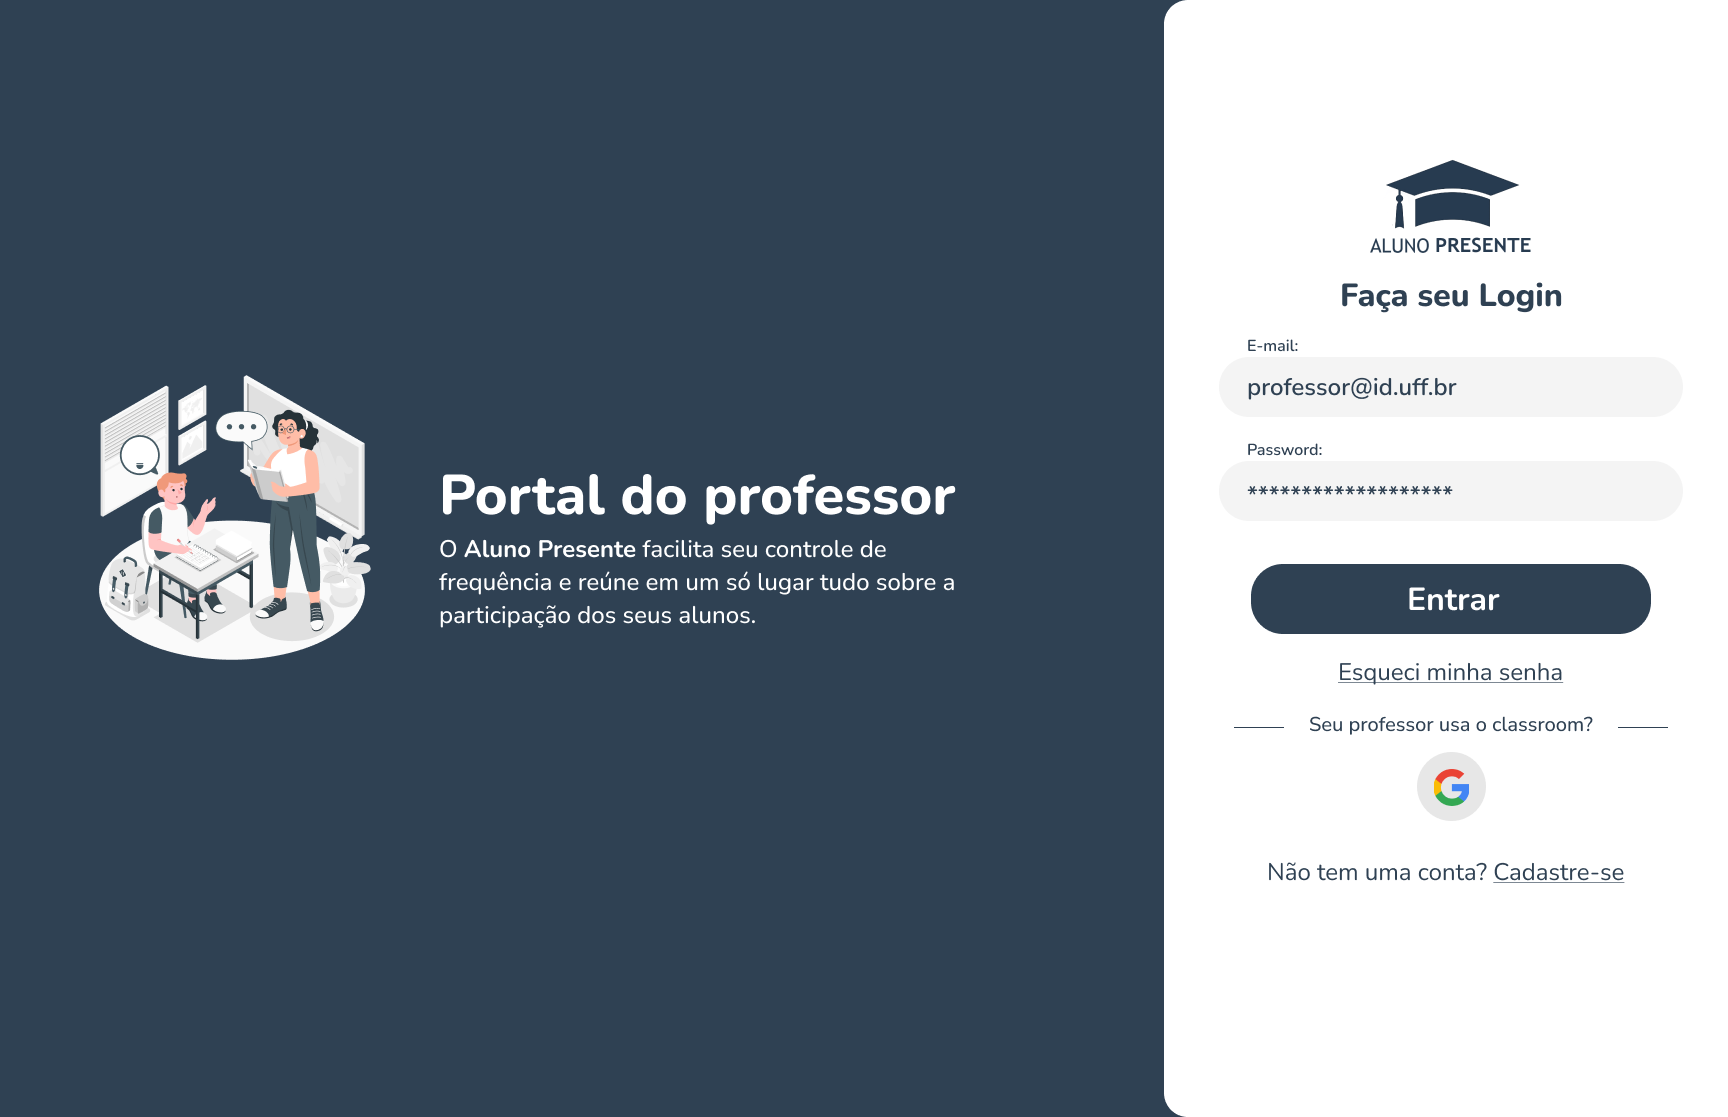 Portal do professor
O Aluno Presente facilita seu controle de
frequência e reúne em um só lugar tudo sobre a
participação dos seus alunos.
ALUNO PRESENTE
Faça seu Login
E-mail:
professor@id.uff.br
Password:
*******************
Entrar
Esqueci minha senha
Seu professor usa o classroom?
G
Não tem uma conta? Cadastre-se